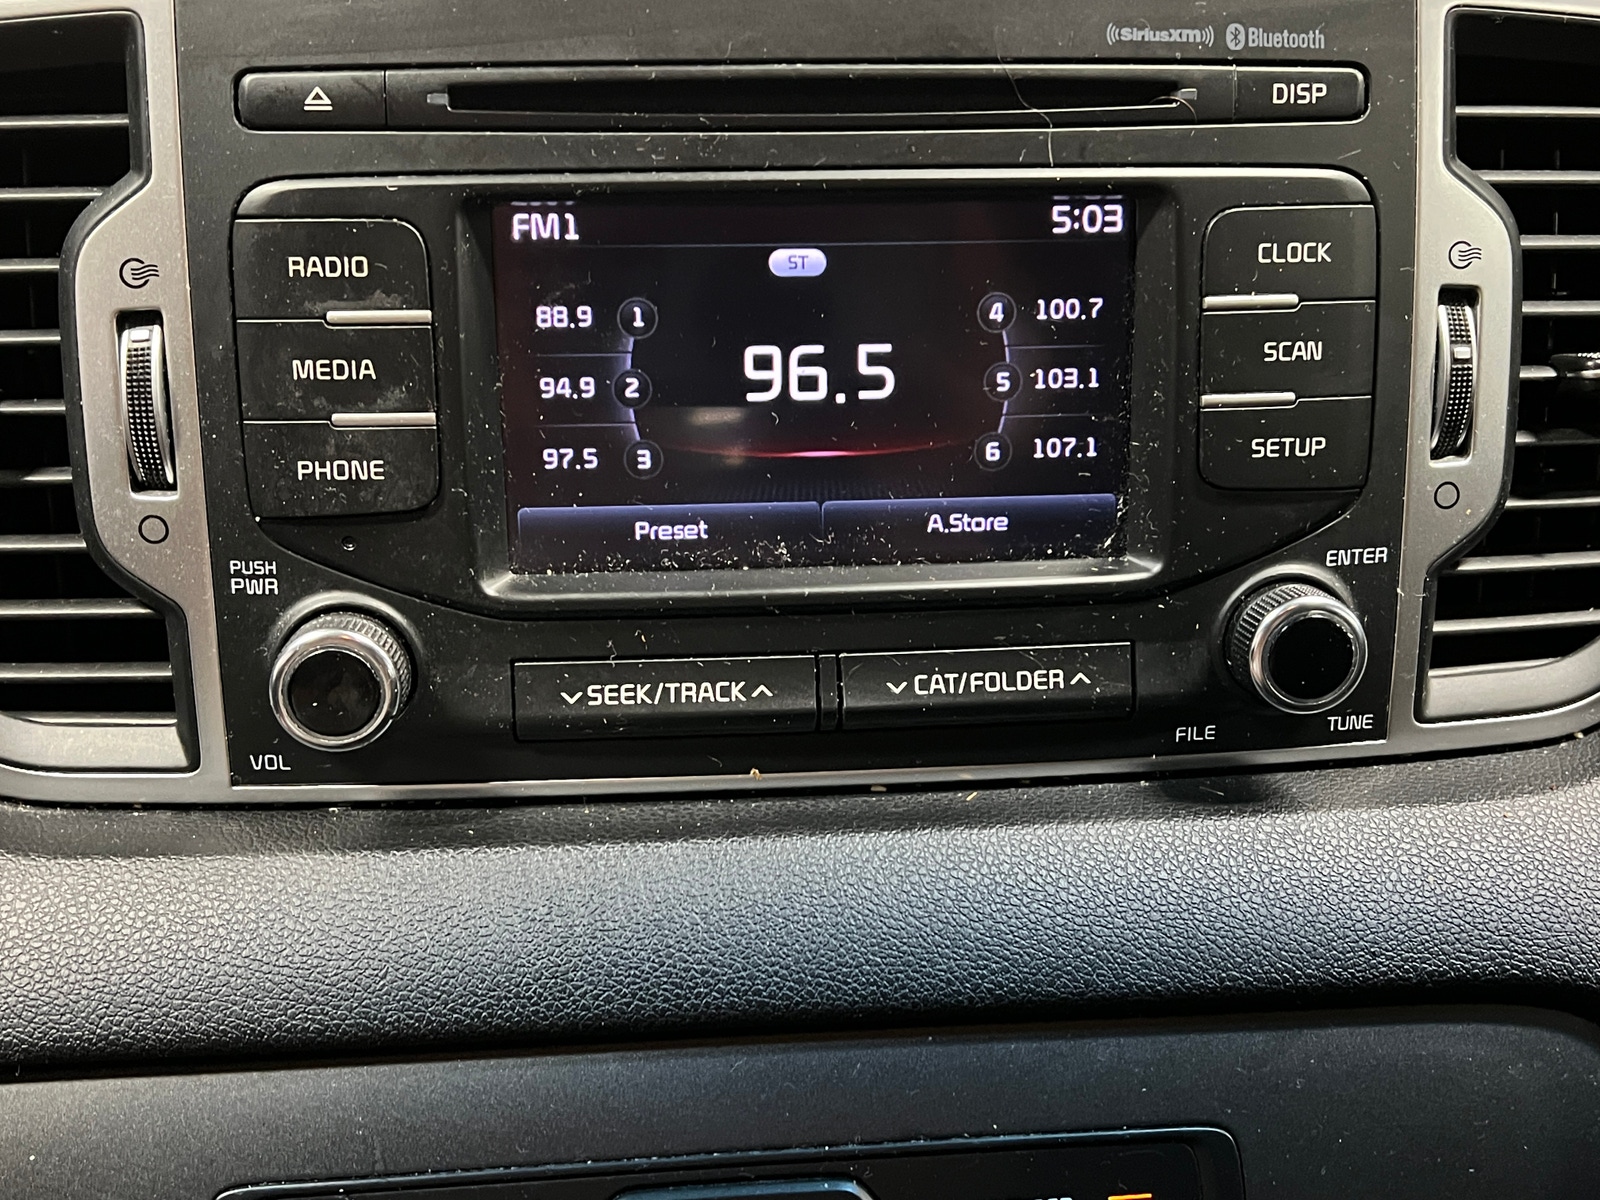 SiriusXM Bluetooth
DISP
FM1 5:03
ST
RADIO
MEDIA
PHONE
88.9 1
94.9 2
97.5 3
96.5
4 100.7
5 103.1
6 107.1
Preset A.Store
CLOCK
SCAN
SETUP
PUSH
PWR
VOL
SEEK/TRACK
CAT/FOLDER
ENTER
FILE
TUNE